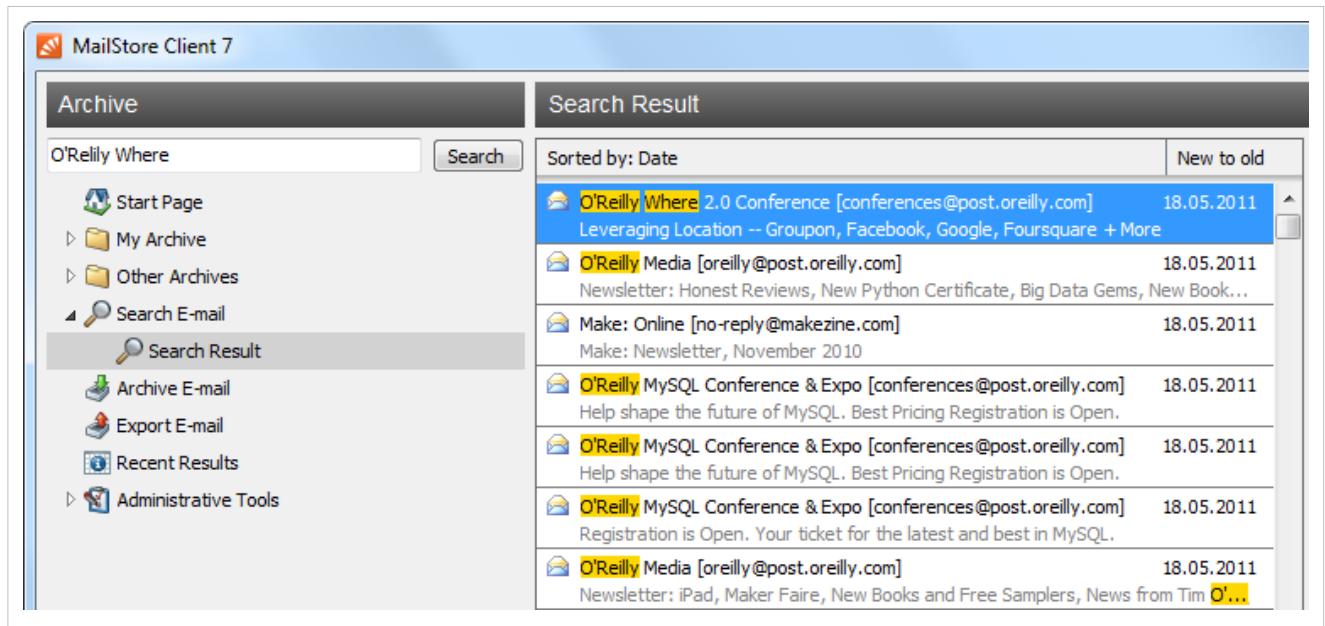 MailStore Client 7
Archive
O'Relily Where
Search
Start Page
My Archive
Other Archives
Search E-mail
Search Result
Archive E-mail
Export E-mail
Recent Results
Administrative Tools
Search Result
Sorted by: Date New to old
O'Reilly Where 2.0 Conference [conferences@post.oreilly.com] 18.05.2011
Leveraging Location -- Groupon, Facebook, Google, Foursquare + More
O'Reilly Media [oreilly@post.oreilly.com] 18.05.2011
Newsletter: Honest Reviews, New Python Certificate, Big Data Gems, New Book...
Make: Online [no-reply@makezine.com] 18.05.2011
Make: Newsletter, November 2010
O'Reilly MySQL Conference & Expo [conferences@post.oreilly.com] 18.05.2011
Help shape the future of MySQL. Best Pricing Registration is Open.
O'Reilly MySQL Conference & Expo [conferences@post.oreilly.com] 18.05.2011
Help shape the future of MySQL. Best Pricing Registration is Open.
O'Reilly MySQL Conference & Expo [conferences@post.oreilly.com] 18.05.2011
Registration is Open. Your ticket for the latest and best in MySQL.
O'Reilly Media [oreilly@post.oreilly.com] 18.05.2011
Newsletter: iPad, Maker Faire, New Books and Free Samplers, News from Tim O'...